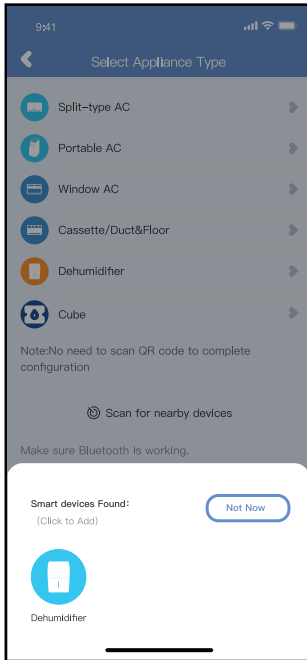 9:41
Select Appliance Type
Split-type AC
Portable AC
Window AC
Cassette/Duct&Floor
Dehumidifier
Cube
Note:No need to scan QR code to complete
configuration
Scan for nearby devices
Make sure Bluetooth is working.
Smart devices Found:
Not Now
(Click to Add)
Dehumidifier